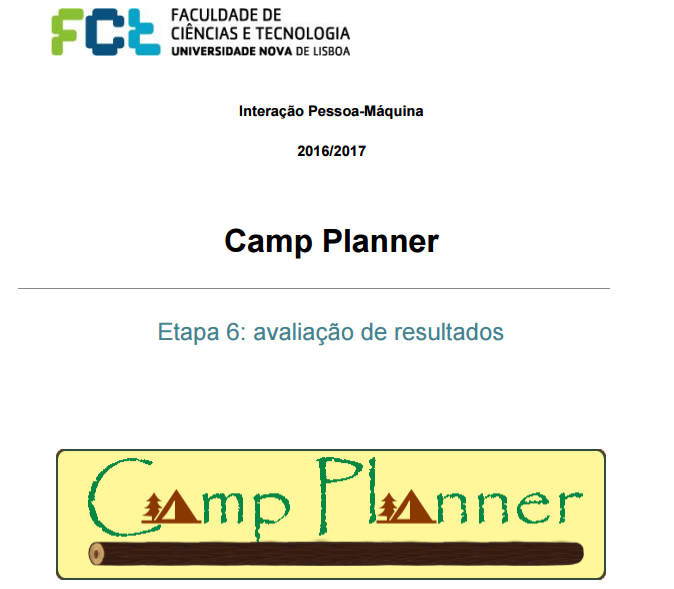 FCt
FACULDADE DE
CIÊNCIAS E TECNOLOGIA
UNIVERSIDADE NOVA DE LISBOA
Interação Pessoa-Máquina
2016/2017
Camp Planner
Etapa 6: avaliação de resultados
Camp Planner